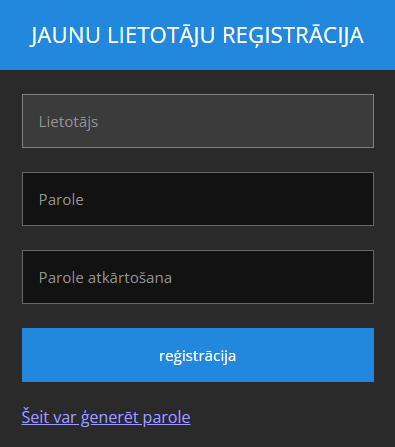 JAUNU LIETOTĀJU REĢISTRĀCIJA
Lietotājs
Parole
Parole atkārtošana
reģistrācija
Šeit var ģenerēt parole